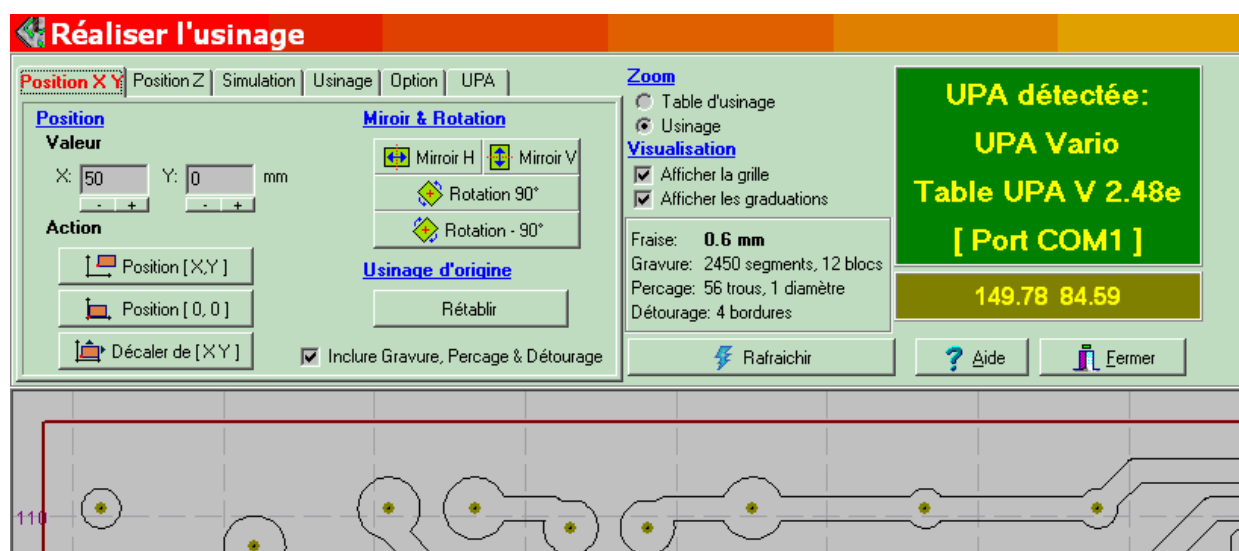 Réaliser l'usinage
Position X Y Position Z Simulation Usinage Option UPA
Position
Valeur
X: 50 Y: 0 mm
- + - +
Action
Position [ X,Y ]
Position [ 0, 0 ]
Décaler de [ X Y ]
Miroir & Rotation
Mirroir H Mirroir V
Rotation 90°
Rotation - 90°
Usinage d'origine
Rétablir
Inclure Gravure, Percage & Détourage
Zoom
Table d'usinage
Usinage
Visualisation
Afficher la grille
Afficher les graduations
Fraise: 0.6 mm
Gravure: 2450 segments, 12 blocs
Percage: 56 trous, 1 diamètre
Détourage: 4 bordures
Rafraichir
UPA détectée:
UPA Vario
Table UPA V 2.48e
[ Port COM1 ]
149.78 84.59
Aide Fermer
110